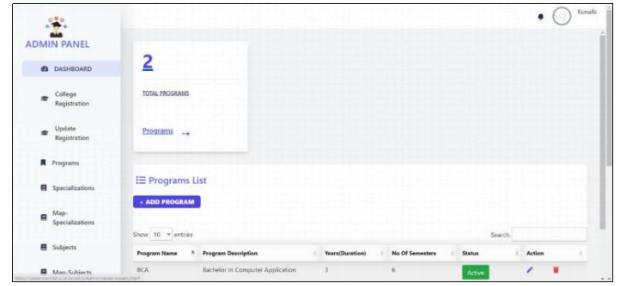 Kunalls
ADMIN PANEL
DASHBOARD
College
Registration
Update
Registration
Programs
Specializations
Map-
Specializations
Subjects
Map-Subjects
2
TOTAL PROGRAMS
Programs →
Programs List
+ ADD PROGRAM
Show 10 entries
Search:
Program Name Program Description Years(Duration) No Of Semesters Status Action
BCA Bachelor in Computer Application 3 6 Active